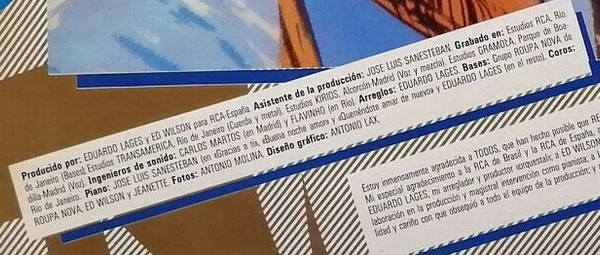 Producido por: EDUARDO LAGES y ED WILSON para RCA-España. Asistente de la producción: JOSE LUIS SANESTEBAN. Grabado en: Estudios RCA, Río
de Janeiro (Bases). Estudios TRANSAMERICA, Río de Janeiro (Cuerda y metal). Estudios KIRIOS, Alcorcón-Madrid (Voz y mezcla). Estudios GRAMOLA, Parque de Boa-
dilla-Madrid (Voz). Ingenieros de sonido: CARLOS MARTOS (en Madrid) y FLAVINHO (en Río). Arreglos: EDUARDO LAGES. Bases: Grupo ROUPA NOVA de
Río de Janeiro. Piano: JOSE LUIS SANESTEBAN (en «Gracias a ti», «Buena noche amor» y «Queriéndote amar de nuevo») y EDUARDO LAGES (en el resto). Coros:
ROUPA NOVA, ED WILSON y JEANETTE. Fotos: ANTONIO MOLINA. Diseño gráfico: ANTONIO LAX.
Estoy inmensamente agradecida a TODOS, que han hecho posible que
Mi especial agradecimiento a la RCA de Brasil y la RCA de España, a
EDUARDO LAGES, mi arreglador y productor exquisito, a ED WILSON
laboración en la producción y magistral intervención como pianista; a
lidad y cariño con que obsequió a todo el equipo de la producción; y